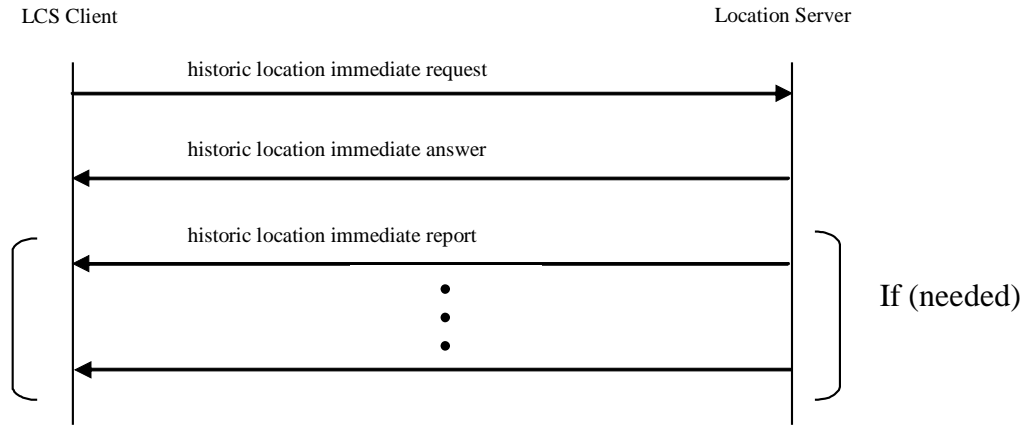 LCS Client
Location Server
historic location immediate request
historic location immediate answer
historic location immediate report
If (needed)